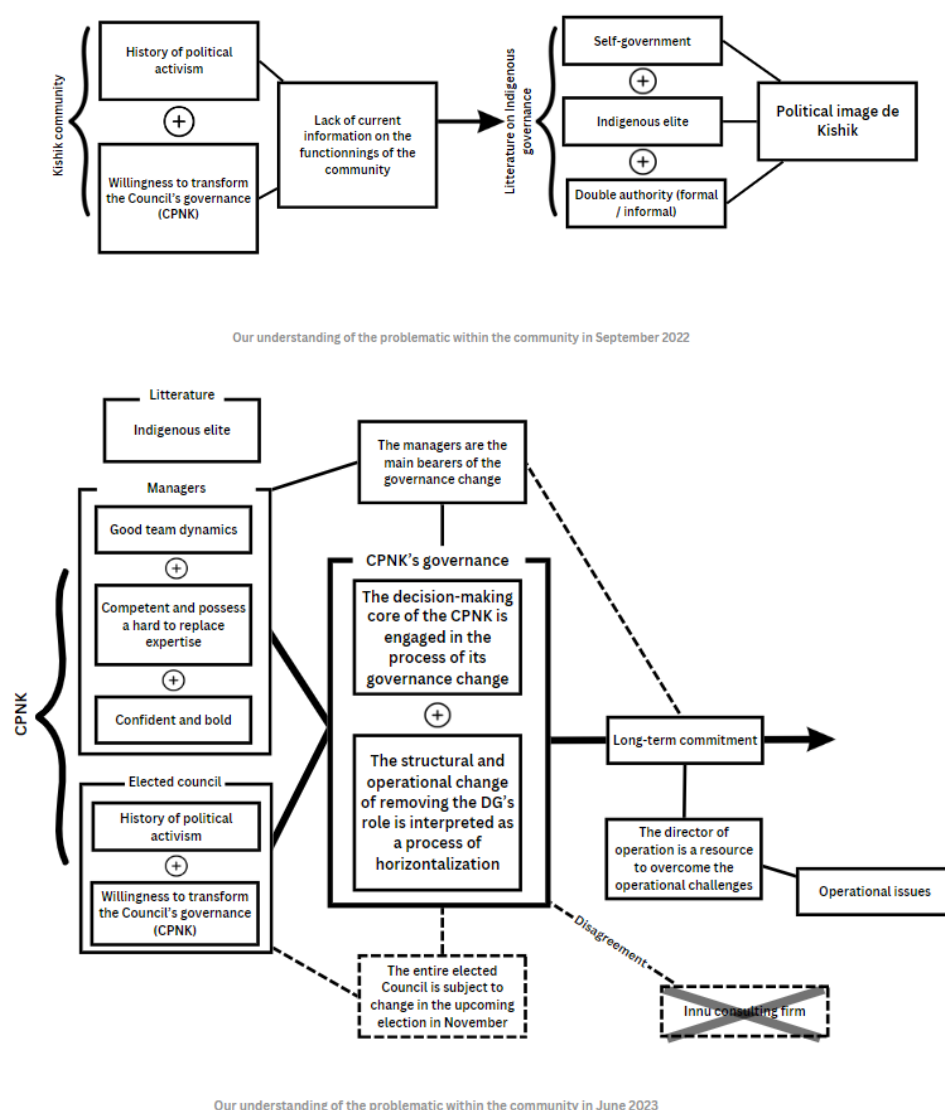 Kishik community
History of political
activism
+
Willingness to transform
the Council's governance
(CPNK)
Lack of current
information on the
functionnings of the
community
Litterature on Indigenous
governance
Self-government
+
Indigenous elite
+
Double authority (formal
/ informal)
Political image de
Kishik
Our understanding of the problematic within the community in September 2022
Litterature
Indigenous elite
CPNK
Managers
Good team dynamics
+
Competent and possess
a hard to replace
expertise
+
Confident and bold
Elected council
History of political
activism
+
Willingness to transform
the Council's governance
(CPNK)
The managers are the
main bearers of the
governance change
CPNK's governance
The decision-making
core of the CPNK is
engaged in the
process of its
governance change
+
The structural and
operational change
of removing the DG's
role is interpreted as
a process of
horizontalization
The entire elected
Council is subject to
change in the upcoming
election in November
Long-term commitment
The director of
operation is a resource
to overcome the
operational challenges
Operational issues
Disagreement
Innu consulting firm
Our understanding of the problematic within the community in June 2023